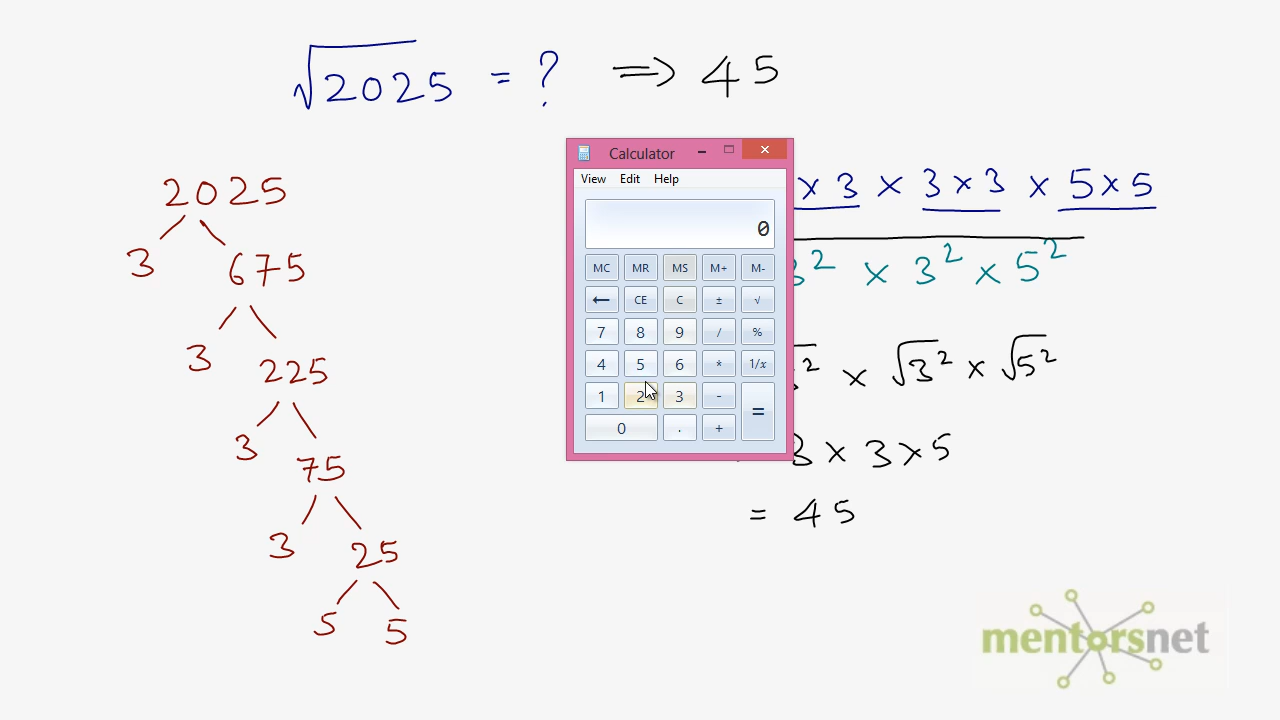 √2025 = ? ⇒ 45
2025
3 675
3 225
3 75
3 25
5 5
Calculator
View Edit Help
0
MC MR MS M+ M-
← CE C ± √
7 8 9 / %
4 5 6 * 1/x
1 2 3 - =
0 . +
× 3 × 3 × 3 × 5 × 5
3² × 3² × 5²
² × √3² × √5²
3 × 3 × 5
= 45
mentorsnet